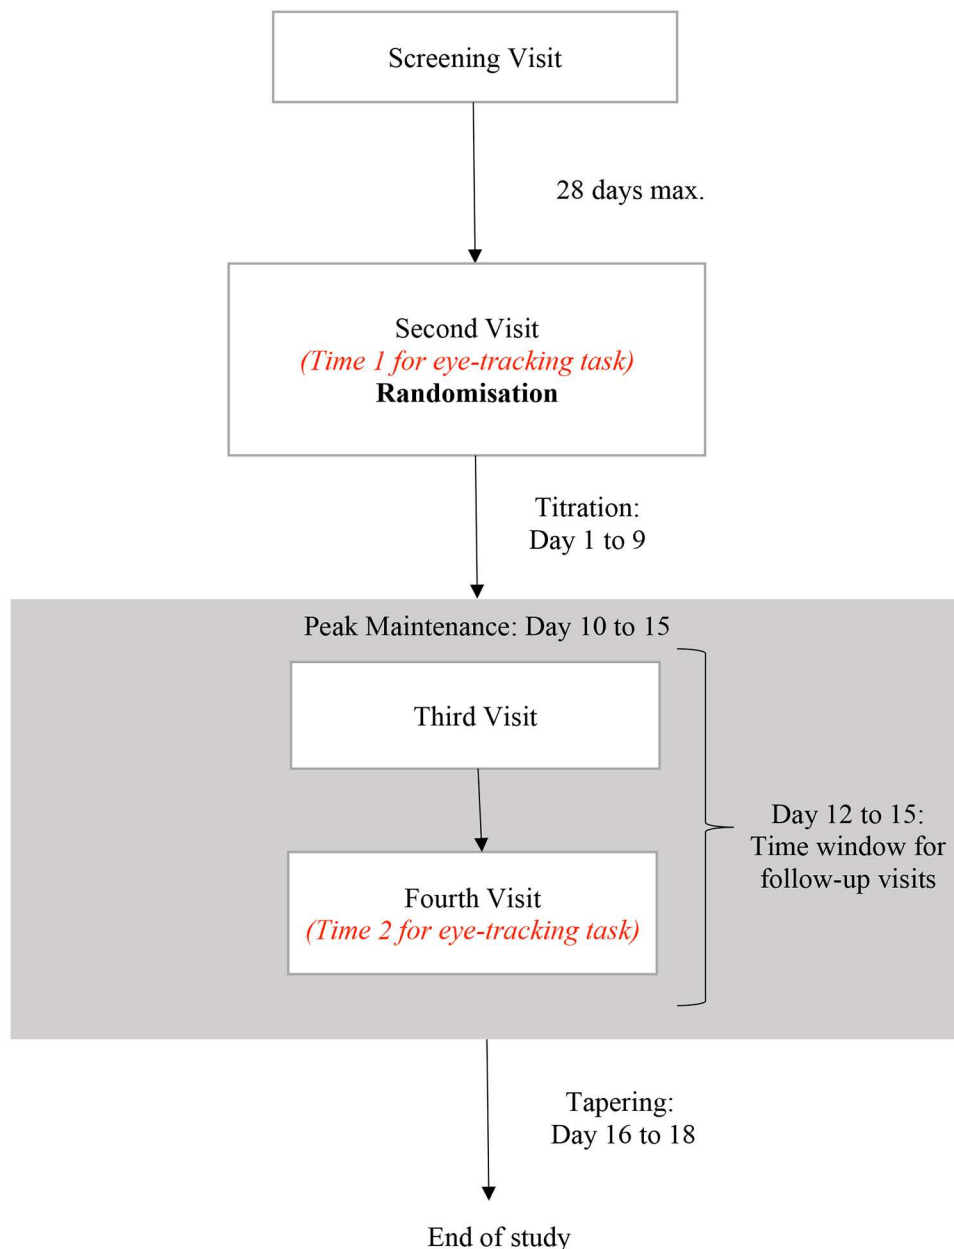 Screening Visit
28 days max.
Second Visit
(Time 1 for eye-tracking task)
Randomisation
Titration:
Day 1 to 9
Peak Maintenance: Day 10 to 15
Third Visit
Day 12 to 15:
Time window for
follow-up visits
Fourth Visit
(Time 2 for eye-tracking task)
Tapering:
Day 16 to 18
End of study